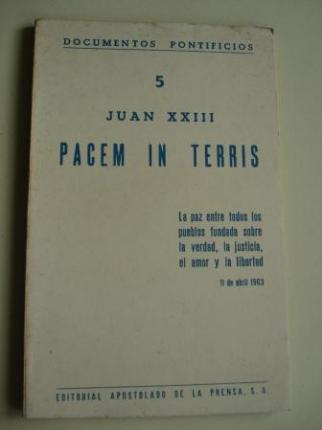 DOCUMENTOS PONTIFICIOS
5
JUAN XXIII
PACEM IN TERRIS
La paz entre todos los
pueblos fundada sobre
la verdad, la justicia,
el amor y la libertad
11 de abril 1963
EDITORIAL APOSTOLADO DE LA PRENSA, S. A.